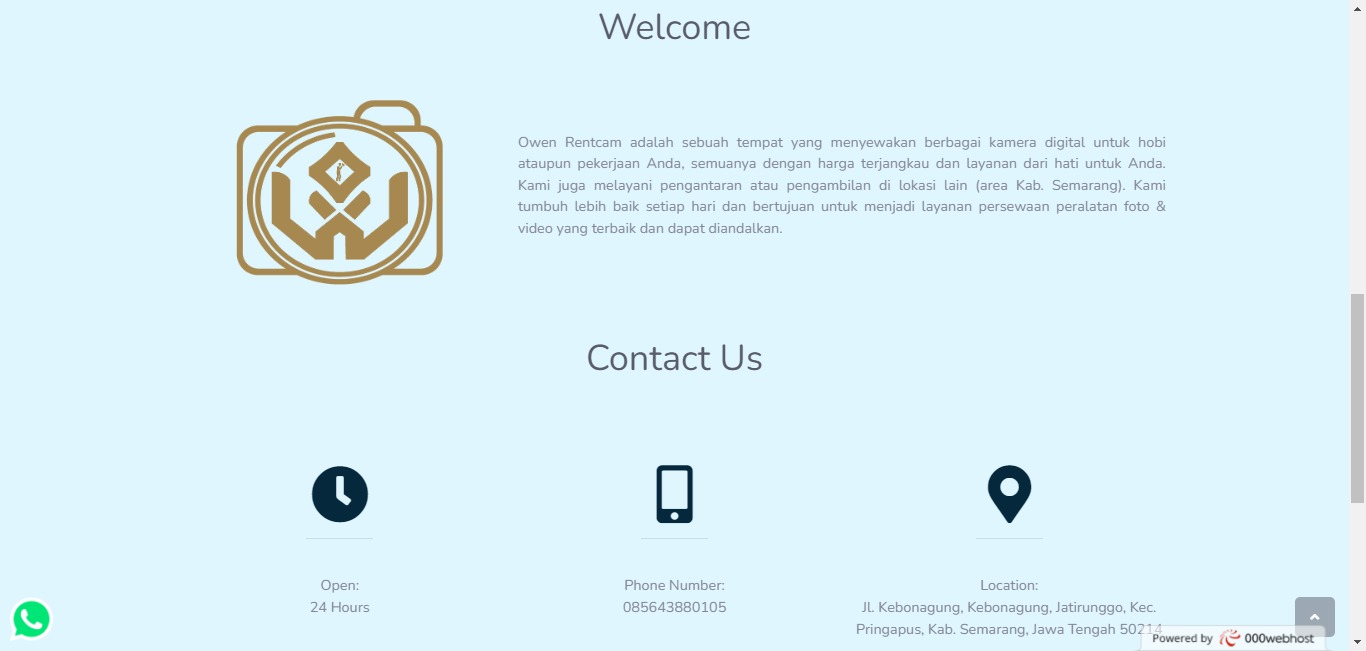 Welcome
Owen Rentcam adalah sebuah tempat yang menyewakan berbagai kamera digital untuk hobi
ataupun pekerjaan Anda, semuanya dengan harga terjangkau dan layanan dari hati untuk Anda.
Kami juga melayani pengantaran atau pengambilan di lokasi lain (area Kab. Semarang). Kami
tumbuh lebih baik setiap hari dan bertujuan untuk menjadi layanan persewaan peralatan foto &
video yang terbaik dan dapat diandalkan.
Contact Us
Open:
24 Hours
Phone Number:
085643880105
Location:
Jl. Kebonagung, Kebonagung, Jatirunggo, Kec.
Pringapus, Kab. Semarang, Jawa Tengah 50214
Powered by 000webhost